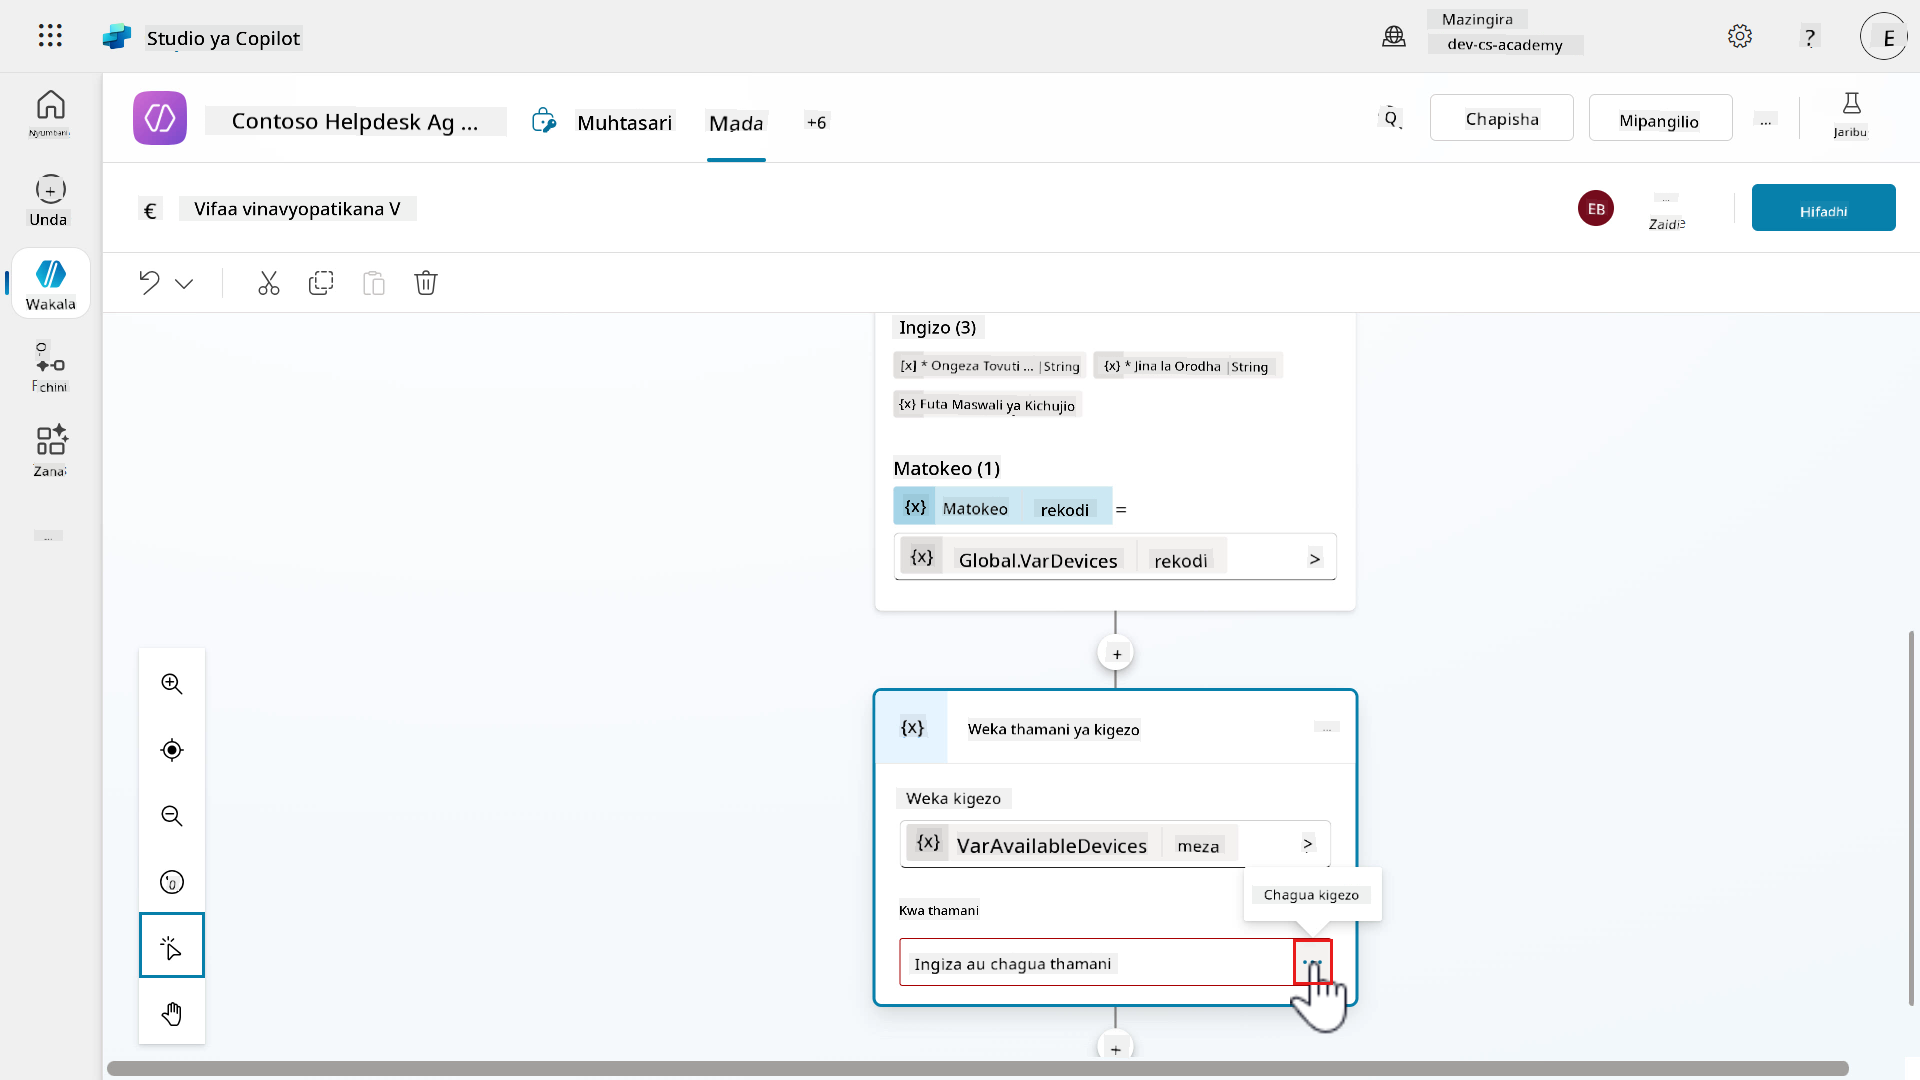 Studio ya Copilot
Mazingira
dev-cs-academy
?
E
Nyumbani
Contoso Helpdesk Ag ...
Muhtasari
Mada
+6
Chapisha
Mipangilio
...
Jaribu
Unda
Vifaa vinavyopatikana V
EB
...
Zaidi
Hifadhi
Wakala
chini
Zana
...
Ingizo (3)
[x] * Ongeza Tovuti ... |String
{x} * Jina la Orodha |String
{x} Futa Maswali ya Kichujio
Matokeo (1)
{x} Matokeo rekodi =
{x} Global.VarDevices rekodi >
+
{x} Weka thamani ya kigezo ...
Weka kigezo
{x} VarAvailableDevices meza >
Chagua kigezo
Kwa thamani
Ingiza au chagua thamani ...
+